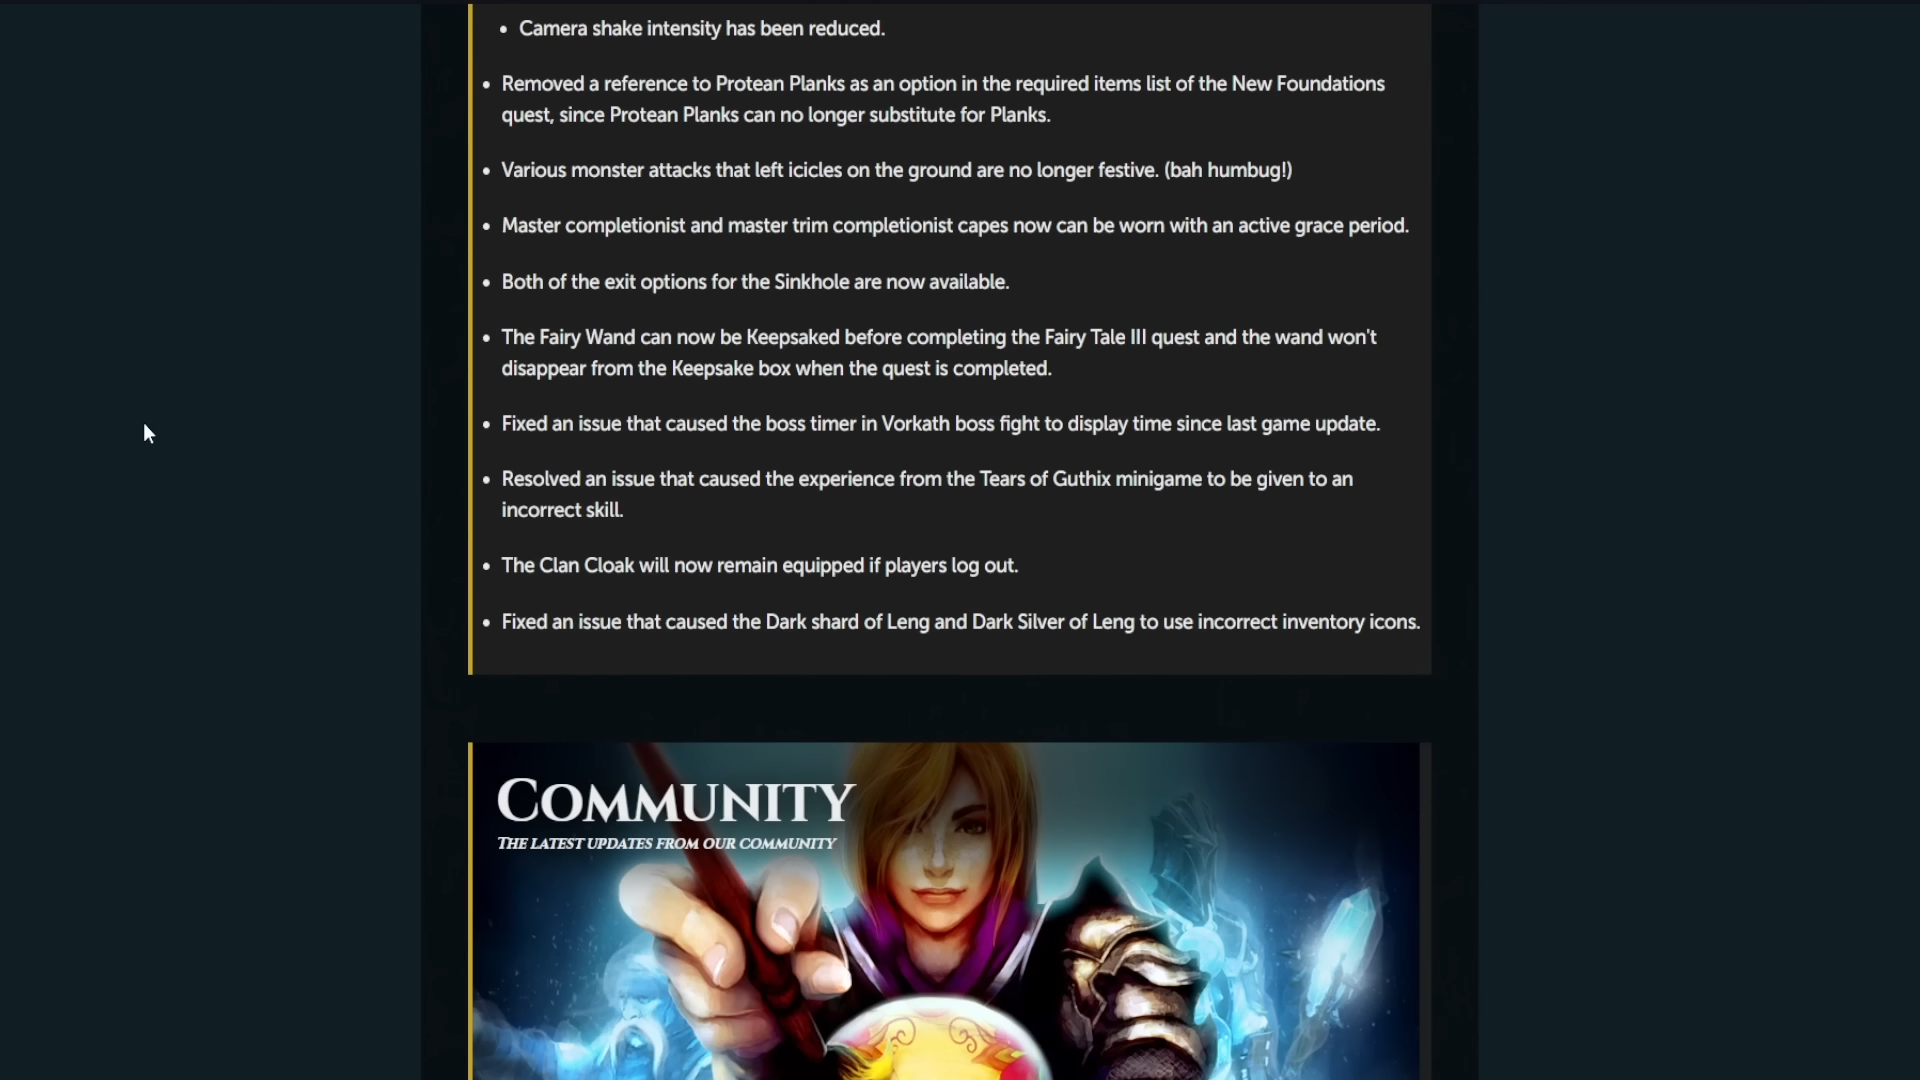 • Camera shake intensity has been reduced.
• Removed a reference to Protean Planks as an option in the required items list of the New Foundations
quest, since Protean Planks can no longer substitute for Planks.
• Various monster attacks that left icicles on the ground are no longer festive. (bah humbug!)
• Master completionist and master trim completionist capes now can be worn with an active grace period.
• Both of the exit options for the Sinkhole are now available.
• The Fairy Wand can now be Keepsaked before completing the Fairy Tale III quest and the wand won't
disappear from the Keepsake box when the quest is completed.
• Fixed an issue that caused the boss timer in Vorkath boss fight to display time since last game update.
• Resolved an issue that caused the experience from the Tears of Guthix minigame to be given to an
incorrect skill.
• The Clan Cloak will now remain equipped if players log out.
• Fixed an issue that caused the Dark shard of Leng and Dark Silver of Leng to use incorrect inventory icons.
COMMUNITY
THE LATEST UPDATES FROM OUR COMMUNITY